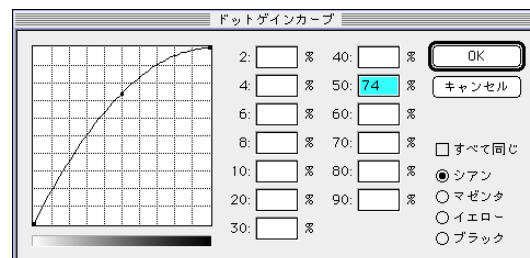 ドットゲインカーブ
2: % 40: % OK
4: % 50: 74 % キャンセル
6: % 60: %
8: % 70: % すべて同じ
10: % 80: % シアン
20: % 90: % マゼンタ
30: % イエロー
ブラック